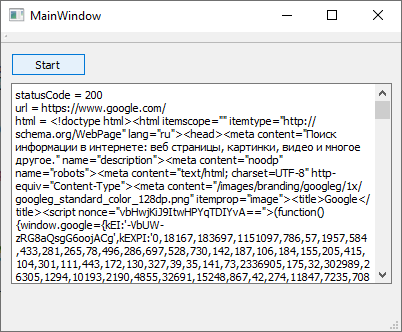 MainWindow
Start
statusCode = 200
url = https://www.google.com/
html = <!doctype html><html itemscope="" itemtype="http://
schema.org/WebPage" lang="ru"><head><meta content="Поиск
информации в интернете: веб страницы, картинки, видео и многое
другое." name="description"><meta content="noodp"
name="robots"><meta content="text/html; charset=UTF-8" http-
equiv="Content-Type"><meta content="/images/branding/googleg/1x/
googleg_standard_color_128dp.png" itemprop="image"><title>Google</
title><script nonce="vbHwjKiJ9ItwHPYqTDIYvA==">(function()
{window.google={kEI:'-VbUW-
zRG8aQsgG6oojACg',kEXPI:'0,18167,183697,1151097,786,57,1957,584
,433,281,265,78,496,286,697,528,730,142,187,106,184,155,205,415,
104,301,111,443,172,130,327,39,35,141,73,2336905,175,32,302989,2
6305,1294,10193,2190,4855,32691,15248,867,42,274,11847,7235,708